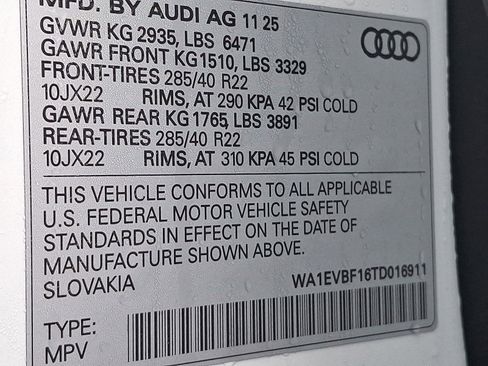 MFD. BY AUDI AG 11 25
GVWR KG 2935, LBS 6471
GAWR FRONT KG1510, LBS 3329
FRONT-TIRES 285/40 R22
10JX22 RIMS, AT 290 KPA 42 PSI COLD
GAWR REAR KG 1765, LBS 3891
REAR-TIRES 285/40 R22
10JX22 RIMS, AT 310 KPA 45 PSI COLD
THIS VEHICLE CONFORMS TO ALL APPLICABLE
U.S. FEDERAL MOTOR VEHICLE SAFETY
STANDARDS IN EFFECT ON THE DATE OF
MANUFACTURE SHOWN ABOVE.
SLOVAKIA WA1EVBF16TD016911
TYPE:
MPV